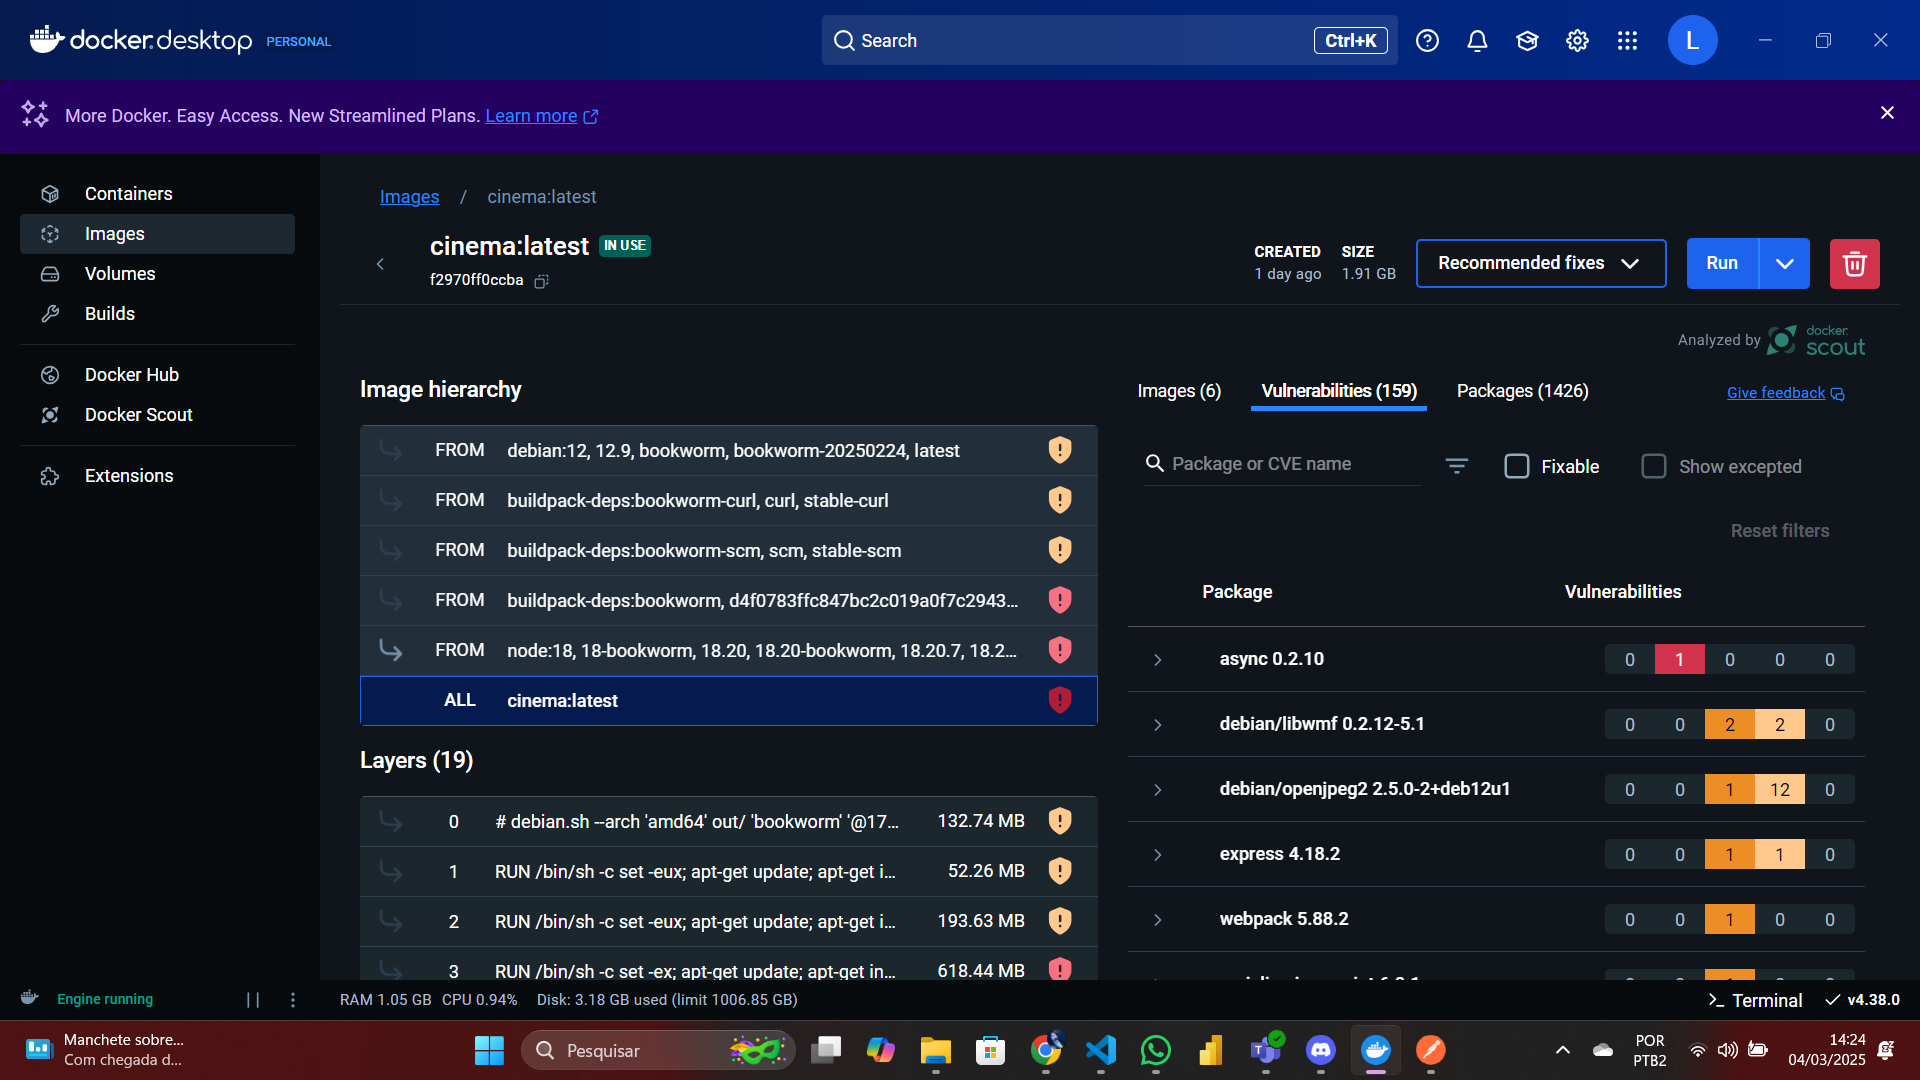 docker.desktop PERSONAL
Search
Ctrl+K
L
More Docker. Easy Access. New Streamlined Plans. Learn more
Containers
Images
Volumes
Builds
Docker Hub
Docker Scout
Extensions
Images / cinema:latest
cinema:latest IN USE
f2970ff0ccba
CREATED
1 day ago
SIZE
1.91 GB
Recommended fixes
Run
Analyzed by docker scout
Image hierarchy
FROM debian:12, 12.9, bookworm, bookworm-20250224, latest
FROM buildpack-deps:bookworm-curl, curl, stable-curl
FROM buildpack-deps:bookworm-scm, scm, stable-scm
FROM buildpack-deps:bookworm, d4f0783ffc847bc2c019a0f7c2943...
FROM node:18, 18-bookworm, 18.20, 18.20-bookworm, 18.20.7, 18.2...
ALL cinema:latest
Layers (19)
0 # debian.sh --arch 'amd64' out/ 'bookworm' '@17... 132.74 MB
1 RUN /bin/sh -c set -eux; apt-get update; apt-get i... 52.26 MB
2 RUN /bin/sh -c set -eux; apt-get update; apt-get i... 193.63 MB
3 RUN /bin/sh -c set -ex; apt-get update; apt-get in... 618.44 MB
Images (6)
Vulnerabilities (159)
Packages (1426)
Give feedback
Package or CVE name
Fixable
Show excepted
Reset filters
Package Vulnerabilities
async 0.2.10 0 1 0 0 0
debian/libwmf 0.2.12-5.1 0 0 2 2 0
debian/openjpeg2 2.5.0-2+deb12u1 0 0 1 12 0
express 4.18.2 0 0 1 1 0
webpack 5.88.2 0 0 1 0 0
Engine running
RAM 1.05 GB CPU 0.94% Disk: 3.18 GB used (limit 1006.85 GB)
Terminal
v4.38.0
Manchete sobre...
Com chegada d...
Pesquisar
POR
PTB2
14:24
04/03/2025